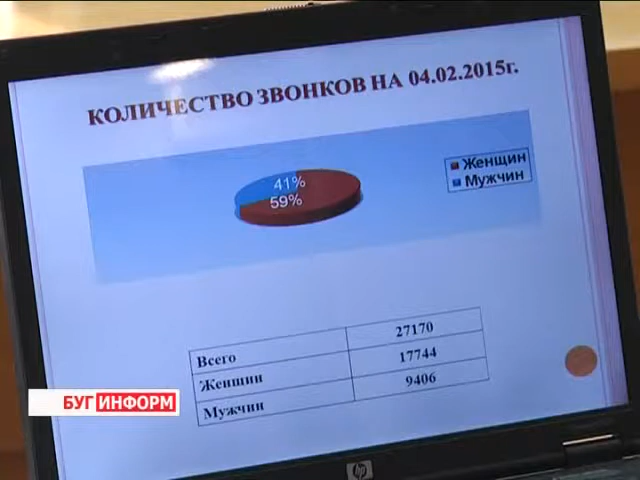 КОЛИЧЕСТВО ЗВОНКОВ НА 04.02.2015г.
41%
59%
Женщин
Мужчин
Всего 27170
Женщин 17744
Мужчин 9406
БУГИНФОРМ
hp